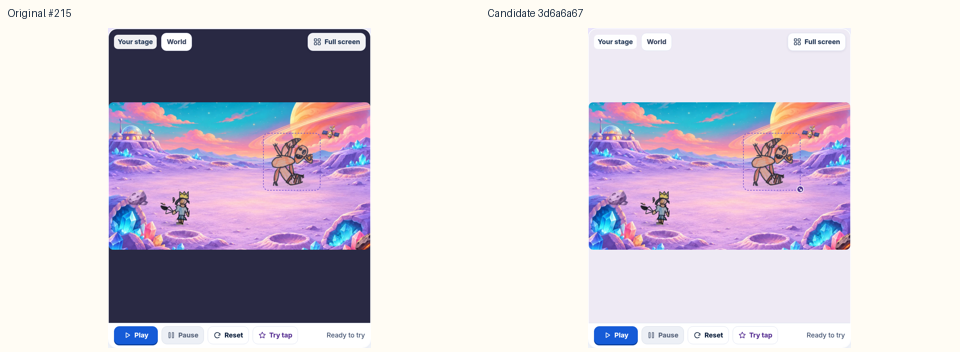 Original #215
Candidate 3d6a6a67
Your stage World Full screen
Your stage World Full screen
Play Pause Reset Try tap Ready to try
Play Pause Reset Try tap Ready to try